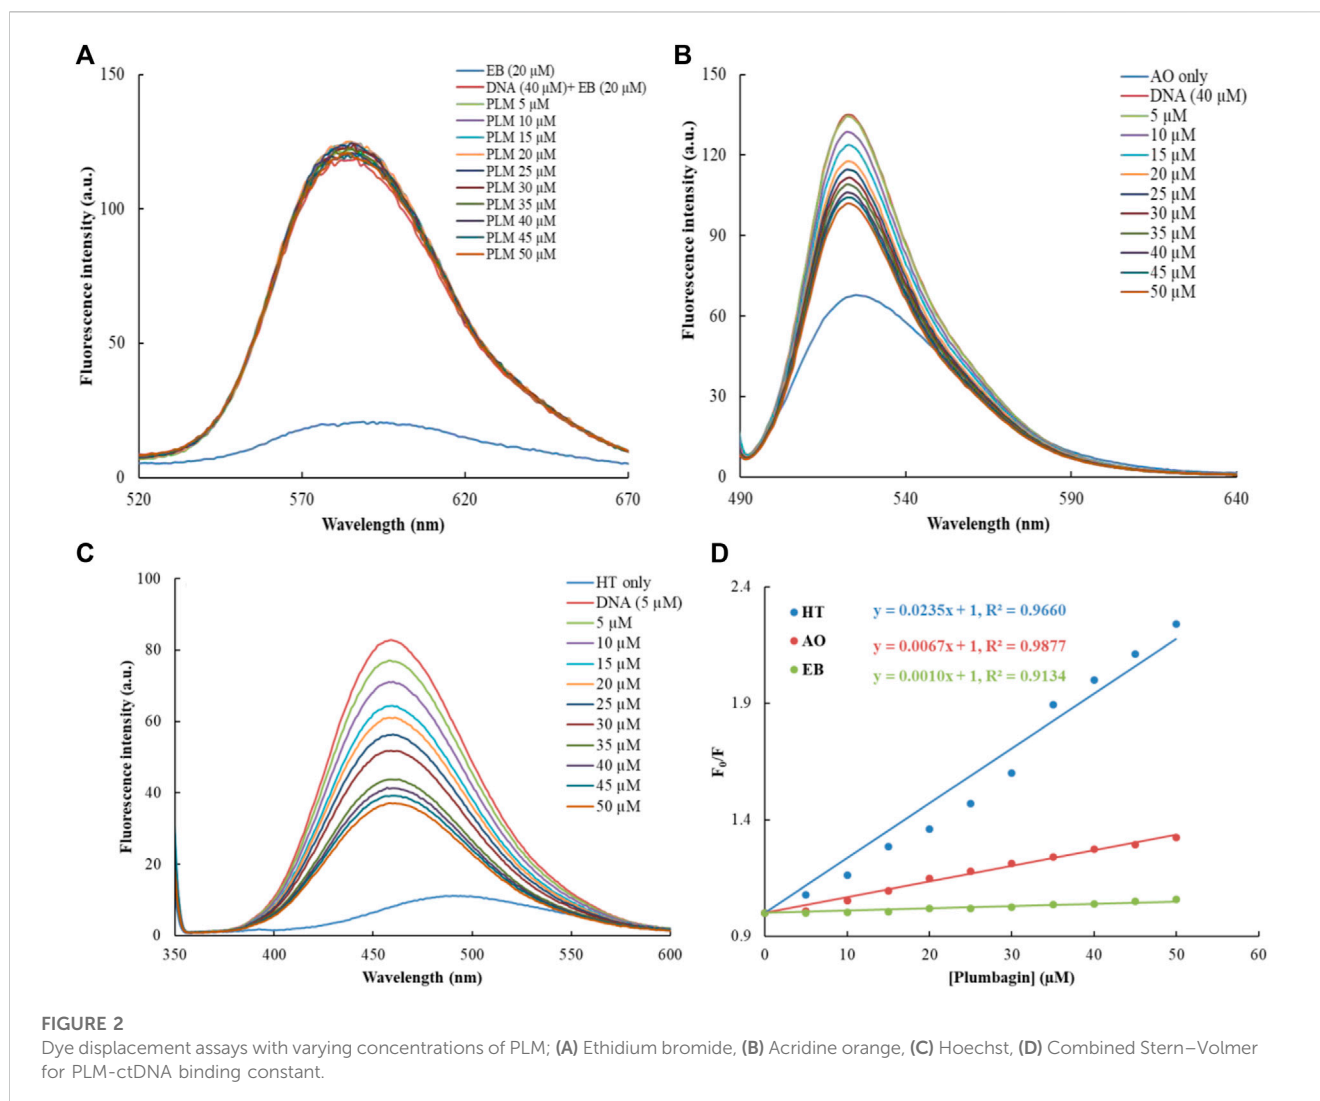 A
150
100
50
0
520
570
620
670
Fluorescence intensity (a.u.)
Wavelength (nm)
EB (20 µM)
DNA (40 µM)+ EB (20 µM)
PLM 5 µM
PLM 10 µM
PLM 15 µM
PLM 20 µM
PLM 25 µM
PLM 30 µM
PLM 35 µM
PLM 40 µM
PLM 45 µM
PLM 50 µM
B
150
120
90
60
30
0
490
540
590
640
Fluorescence intensity (a.u.)
Wavelength (nm)
AO only
DNA (40 µM)
5 µM
10 µM
15 µM
20 µM
25 µM
30 µM
35 µM
40 µM
45 µM
50 µM
C
100
80
60
40
20
0
350
400
450
500
550
600
Fluorescence intensity (a.u.)
Wavelength (nm)
HT only
DNA (5 µM)
5 µM
10 µM
15 µM
20 µM
25 µM
30 µM
35 µM
40 µM
45 µM
50 µM
D
2.4
1.9
1.4
0.9
0
10
20
30
40
50
60
F₀/F
[Plumbagin] (µM)
HT
AO
EB
y = 0.0235x + 1, R² = 0.9660
y = 0.0067x + 1, R² = 0.9877
y = 0.0010x + 1, R² = 0.9134
FIGURE 2
Dye displacement assays with varying concentrations of PLM; (A) Ethidium bromide, (B) Acridine orange, (C) Hoechst, (D) Combined Stern–Volmer
for PLM-ctDNA binding constant.